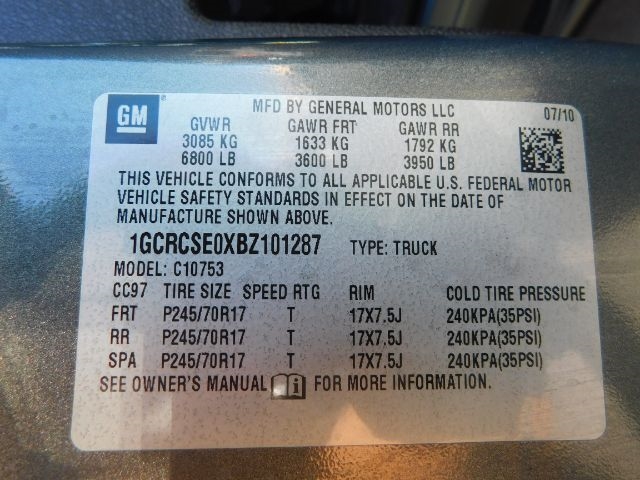 GM
MFD BY GENERAL MOTORS LLC 07/10
GVWR GAWR FRT GAWR RR
3085 KG 1633 KG 1792 KG
6800 LB 3600 LB 3950 LB
THIS VEHICLE CONFORMS TO ALL APPLICABLE U.S. FEDERAL MOTOR
VEHICLE SAFETY STANDARDS IN EFFECT ON THE DATE OF
MANUFACTURE SHOWN ABOVE.
1GCRCSE0XBZ101287 TYPE: TRUCK
MODEL: C10753
CC97 TIRE SIZE SPEED RTG RIM COLD TIRE PRESSURE
FRT P245/70R17 T 17X7.5J 240KPA(35PSI)
RR P245/70R17 T 17X7.5J 240KPA(35PSI)
SPA P245/70R17 T 17X7.5J 240KPA(35PSI)
SEE OWNER'S MANUAL i FOR MORE INFORMATION.